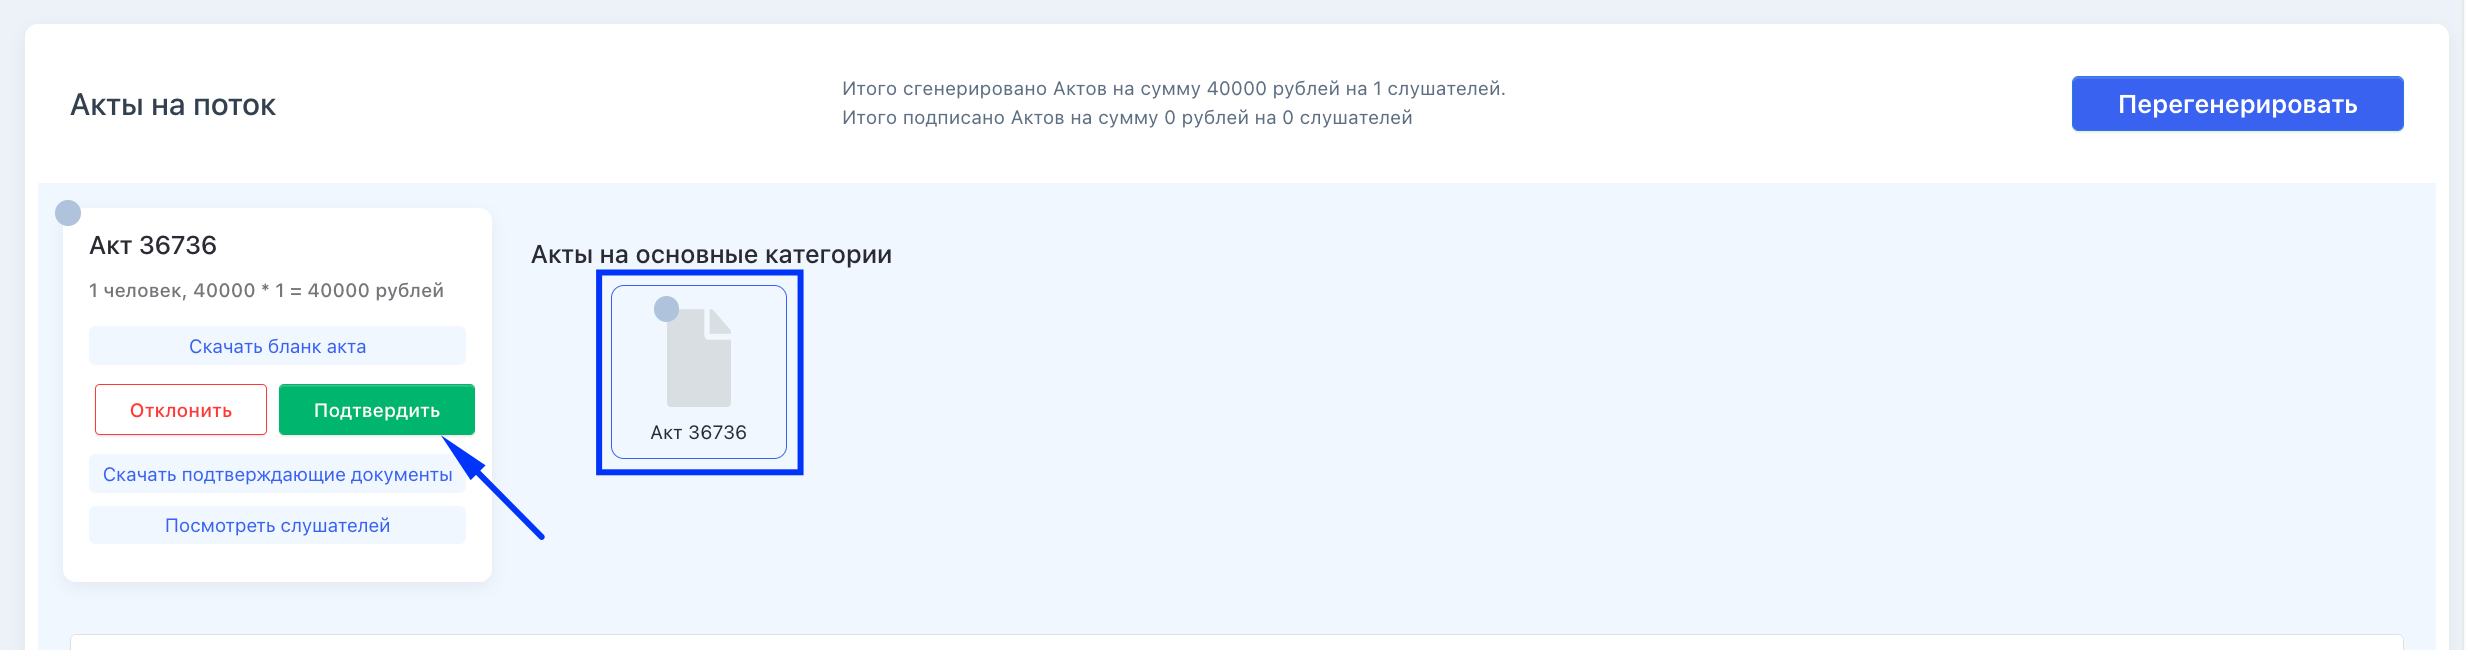 Акты на поток
Итого сгенерировано Актов на сумму 40000 рублей на 1 слушателей.
Итого подписано Актов на сумму 0 рублей на 0 слушателей
Перегенерировать
Акт 36736
1 человек, 40000 * 1 = 40000 рублей
Скачать бланк акта
Отклонить
Подтвердить
Скачать подтверждающие документы
Посмотреть слушателей
Акты на основные категории
Акт 36736